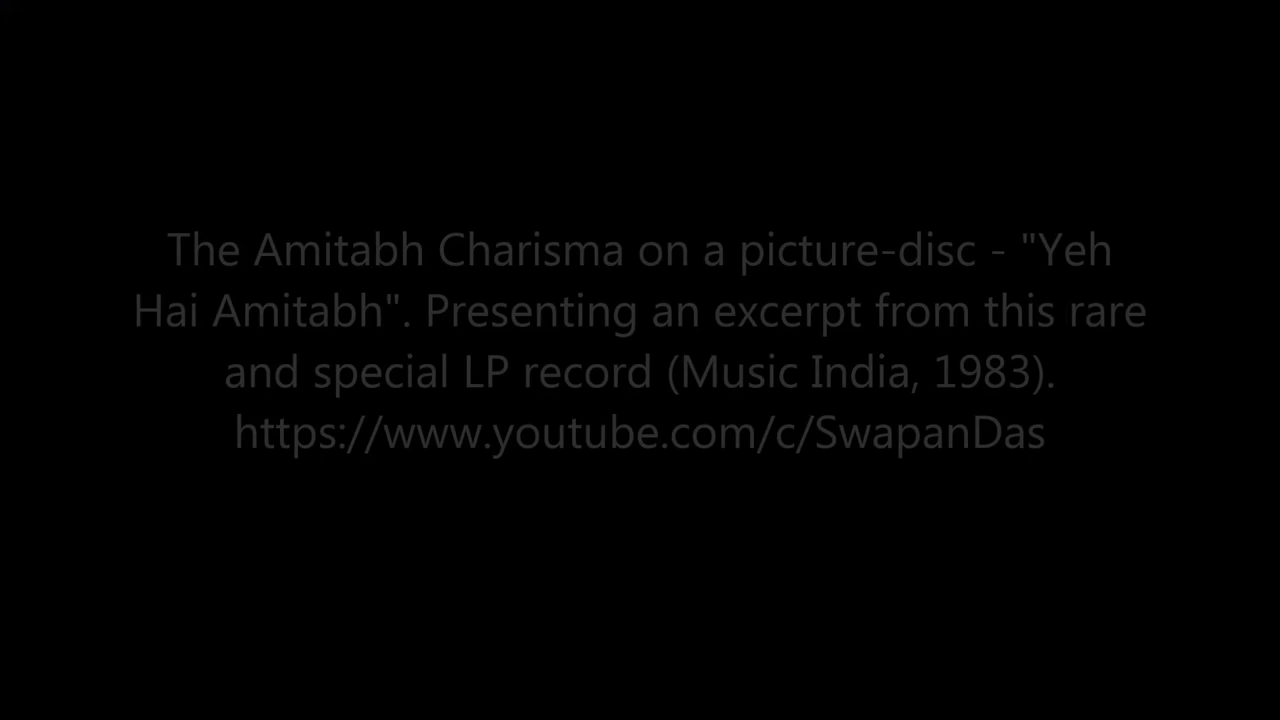 The Amitabh Charisma on a picture-disc - "Yeh
Hai Amitabh". Presenting an excerpt from this rare
and special LP record (Music India, 1983).
https://www.youtube.com/c/SwapanDas